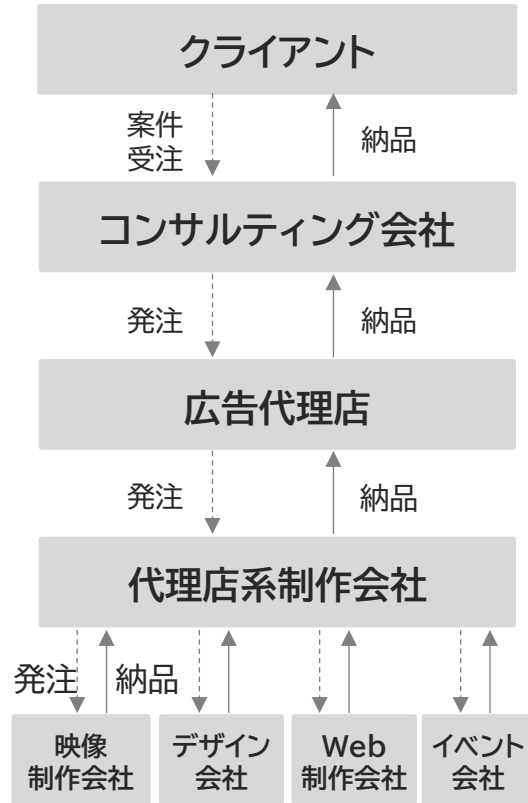 クライアント
案件
受注
納品
コンサルティング会社
発注
納品
広告代理店
発注
納品
代理店系制作会社
発注
納品
映像
制作会社
デザイン
会社
Web
制作会社
イベント
会社